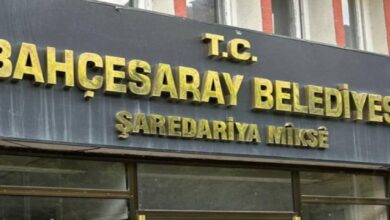 T.C.
BAHÇESARAY BELEDİYES
ŞAREDARİYA MİKSÊ